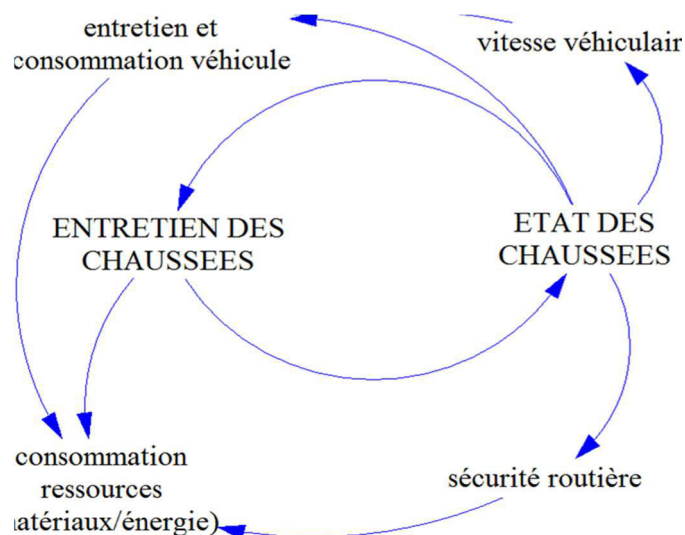 entretien et
consommation véhicule
vitesse véhiculair
ENTRETIEN DES
CHAUSSEES
ETAT DES
CHAUSSEES
consommation
ressources
atériaux/énergie)
sécurité routière